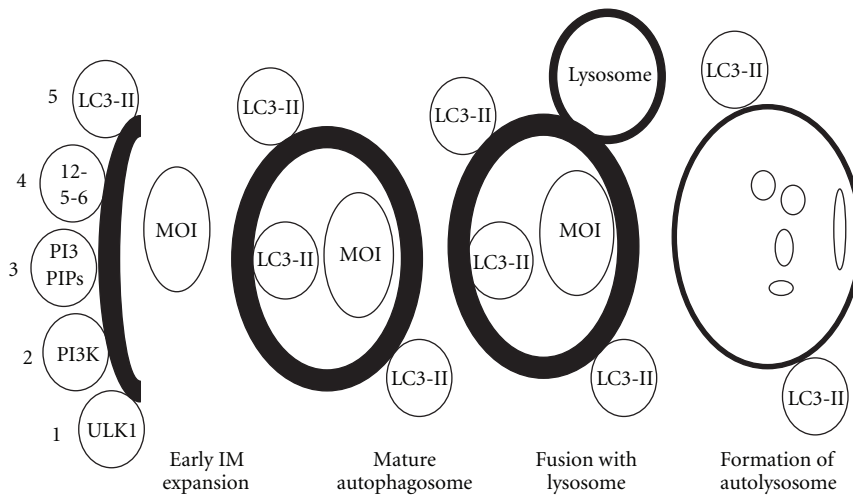 5
LC3-II
4
12-
5-6
3
PI3
PIPs
2
PI3K
1
ULK1
MOI
Early IM
expansion
LC3-II
LC3-II
MOI
LC3-II
Mature
autophagosome
Lysosome
LC3-II
LC3-II
MOI
LC3-II
Fusion with
lysosome
LC3-II
LC3-II
Formation of
autolysosome